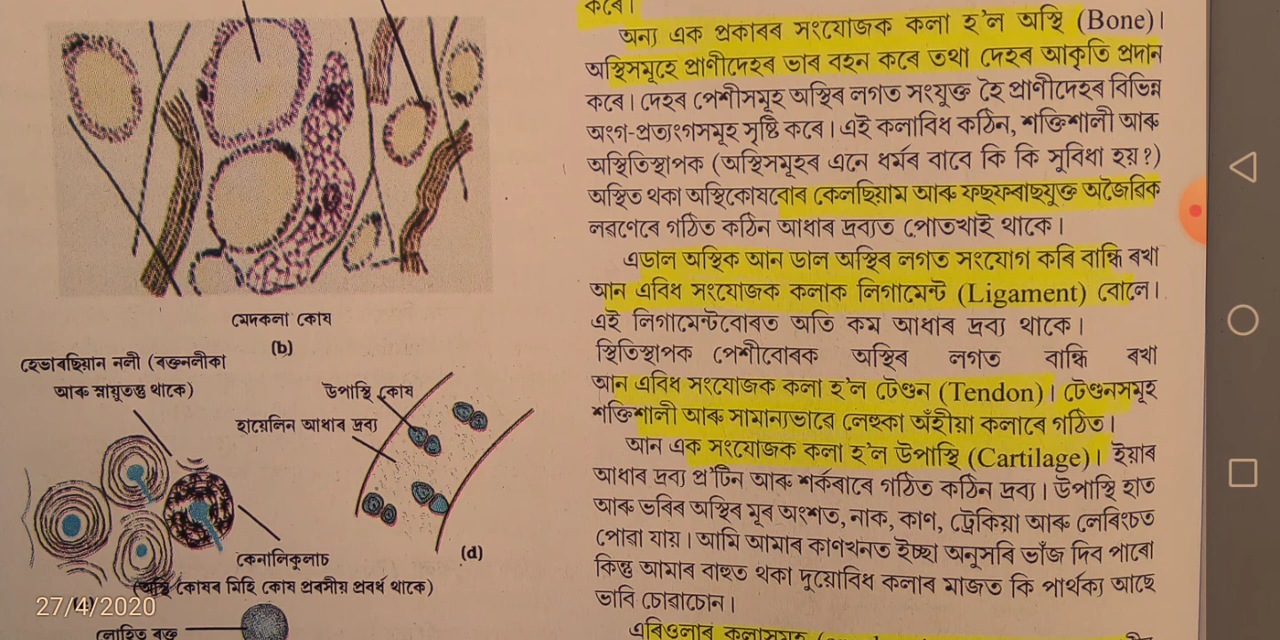 মেদকলা কোষ
(b)
হেভাৰছিয়ান নলী (ৰক্তনলীকা
আৰু স্নায়ুতন্তু থাকে)
উপাস্থি কোষ
হায়েলিন আধাৰ দ্ৰব্য
কেনালিকুলাচ
(অস্থি কোষৰ মিহি কোষ প্ৰৰসীয় প্ৰবৰ্ধ থাকে)
(d)
27/4/2020
লোহিত ৰক্ত
কৰে।
অন্য এক প্ৰকাৰৰ সংযোজক কলা হ'ল অস্থি (Bone)।
অস্থিসমূহে প্ৰাণীদেহৰ ভাৰ বহন কৰে তথা দেহৰ আকৃতি প্ৰদান
কৰে। দেহৰ পেশীসমূহ অস্থিৰ লগত সংযুক্ত হৈ প্ৰাণীদেহৰ বিভিন্ন
অংগ-প্ৰত্যংগসমূহ সৃষ্টি কৰে। এই কলাবিধ কঠিন, শক্তিশালী আৰু
অস্থিতিস্থাপক (অস্থিসমূহৰ এনে ধৰ্মৰ বাবে কি কি সুবিধা হয়?)
অস্থিত থকা অস্থিকোষবোৰ কেলছিয়াম আৰু ফছফৰাছযুক্ত অজৈৱিক
লৱণেৰে গঠিত কঠিন আধাৰ দ্ৰব্যত পোতখাই থাকে।
এডাল অস্থিক আন ডাল অস্থিৰ লগত সংযোগ কৰি বান্ধি ৰখা
আন এবিধ সংযোজক কলাক লিগামেন্ট (Ligament) বোলে।
এই লিগামেন্টবোৰত অতি কম আধাৰ দ্ৰব্য থাকে।
স্থিতিস্থাপক পেশীবোৰক অস্থিৰ লগত বান্ধি ৰখা
আন এবিধ সংযোজক কলা হ'ল টেণ্ডন (Tendon)। টেণ্ডনসমূহ
শক্তিশালী আৰু সামান্যভাৱে লেহুকা আঁহীয়া কলাৰে গঠিত।
আন এক সংযোজক কলা হ'ল উপাস্থি (Cartilage)। ইয়াৰ
আধাৰ দ্ৰব্য প্ৰ'টিন আৰু শৰ্কৰাৰে গঠিত কঠিন দ্ৰব্য। উপাস্থি হাত
আৰু ভৰিৰ অস্থিৰ মূৰ অংশত, নাক, কাণ, ট্ৰেকিয়া আৰু লেৰিংচত
পোৱা যায়। আমি আমাৰ কাণখনত ইচ্ছা অনুসৰি ভাঁজ দিব পাৰো
কিন্তু আমাৰ বাহুত থকা দুয়োবিধ কলাৰ মাজত কি পাৰ্থক্য আছে
ভাবি চোৱাচোন।
এৰিওলাৰ কলাসমূহ